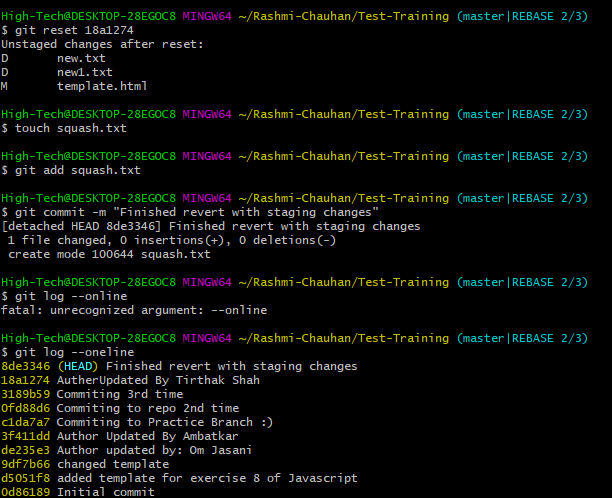 High-Tech@DESKTOP-28EGOC8 MINGW64 ~/Rashmi-Chauhan/Test-Training (master|REBASE 2/3)
$ git reset 18a1274
Unstaged changes after reset:
D       new.txt
D       new1.txt
M       template.html
High-Tech@DESKTOP-28EGOC8 MINGW64 ~/Rashmi-Chauhan/Test-Training (master|REBASE 2/3)
$ touch squash.txt
High-Tech@DESKTOP-28EGOC8 MINGW64 ~/Rashmi-Chauhan/Test-Training (master|REBASE 2/3)
$ git add squash.txt
High-Tech@DESKTOP-28EGOC8 MINGW64 ~/Rashmi-Chauhan/Test-Training (master|REBASE 2/3)
$ git commit -m "Finished revert with staging changes"
[detached HEAD 8de3346] Finished revert with staging changes
 1 file changed, 0 insertions(+), 0 deletions(-)
 create mode 100644 squash.txt
High-Tech@DESKTOP-28EGOC8 MINGW64 ~/Rashmi-Chauhan/Test-Training (master|REBASE 2/3)
$ git log --online
fatal: unrecognized argument: --online
High-Tech@DESKTOP-28EGOC8 MINGW64 ~/Rashmi-Chauhan/Test-Training (master|REBASE 2/3)
$ git log --oneline
8de3346 (HEAD) Finished revert with staging changes
18a1274 AutherUpdated By Tirthak Shah
3189b59 Commiting 3rd time
0fd88d6 Commiting to repo 2nd time
c1da7a7 Commiting to Practice Branch :)
3f411dd Author Updated By Ambatkar
de235e3 Author updated by: Om Jasani
9df7b66 changed template
d5051f8 added template for exercise 8 of Javascript
0d86189 Initial commit